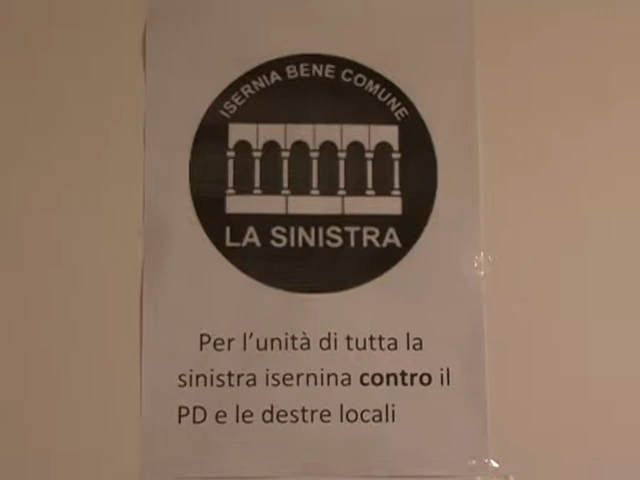 ISERNIA BENE COMUNE
LA SINISTRA
Per l'unità di tutta la
sinistra isernina contro il
PD e le destre locali